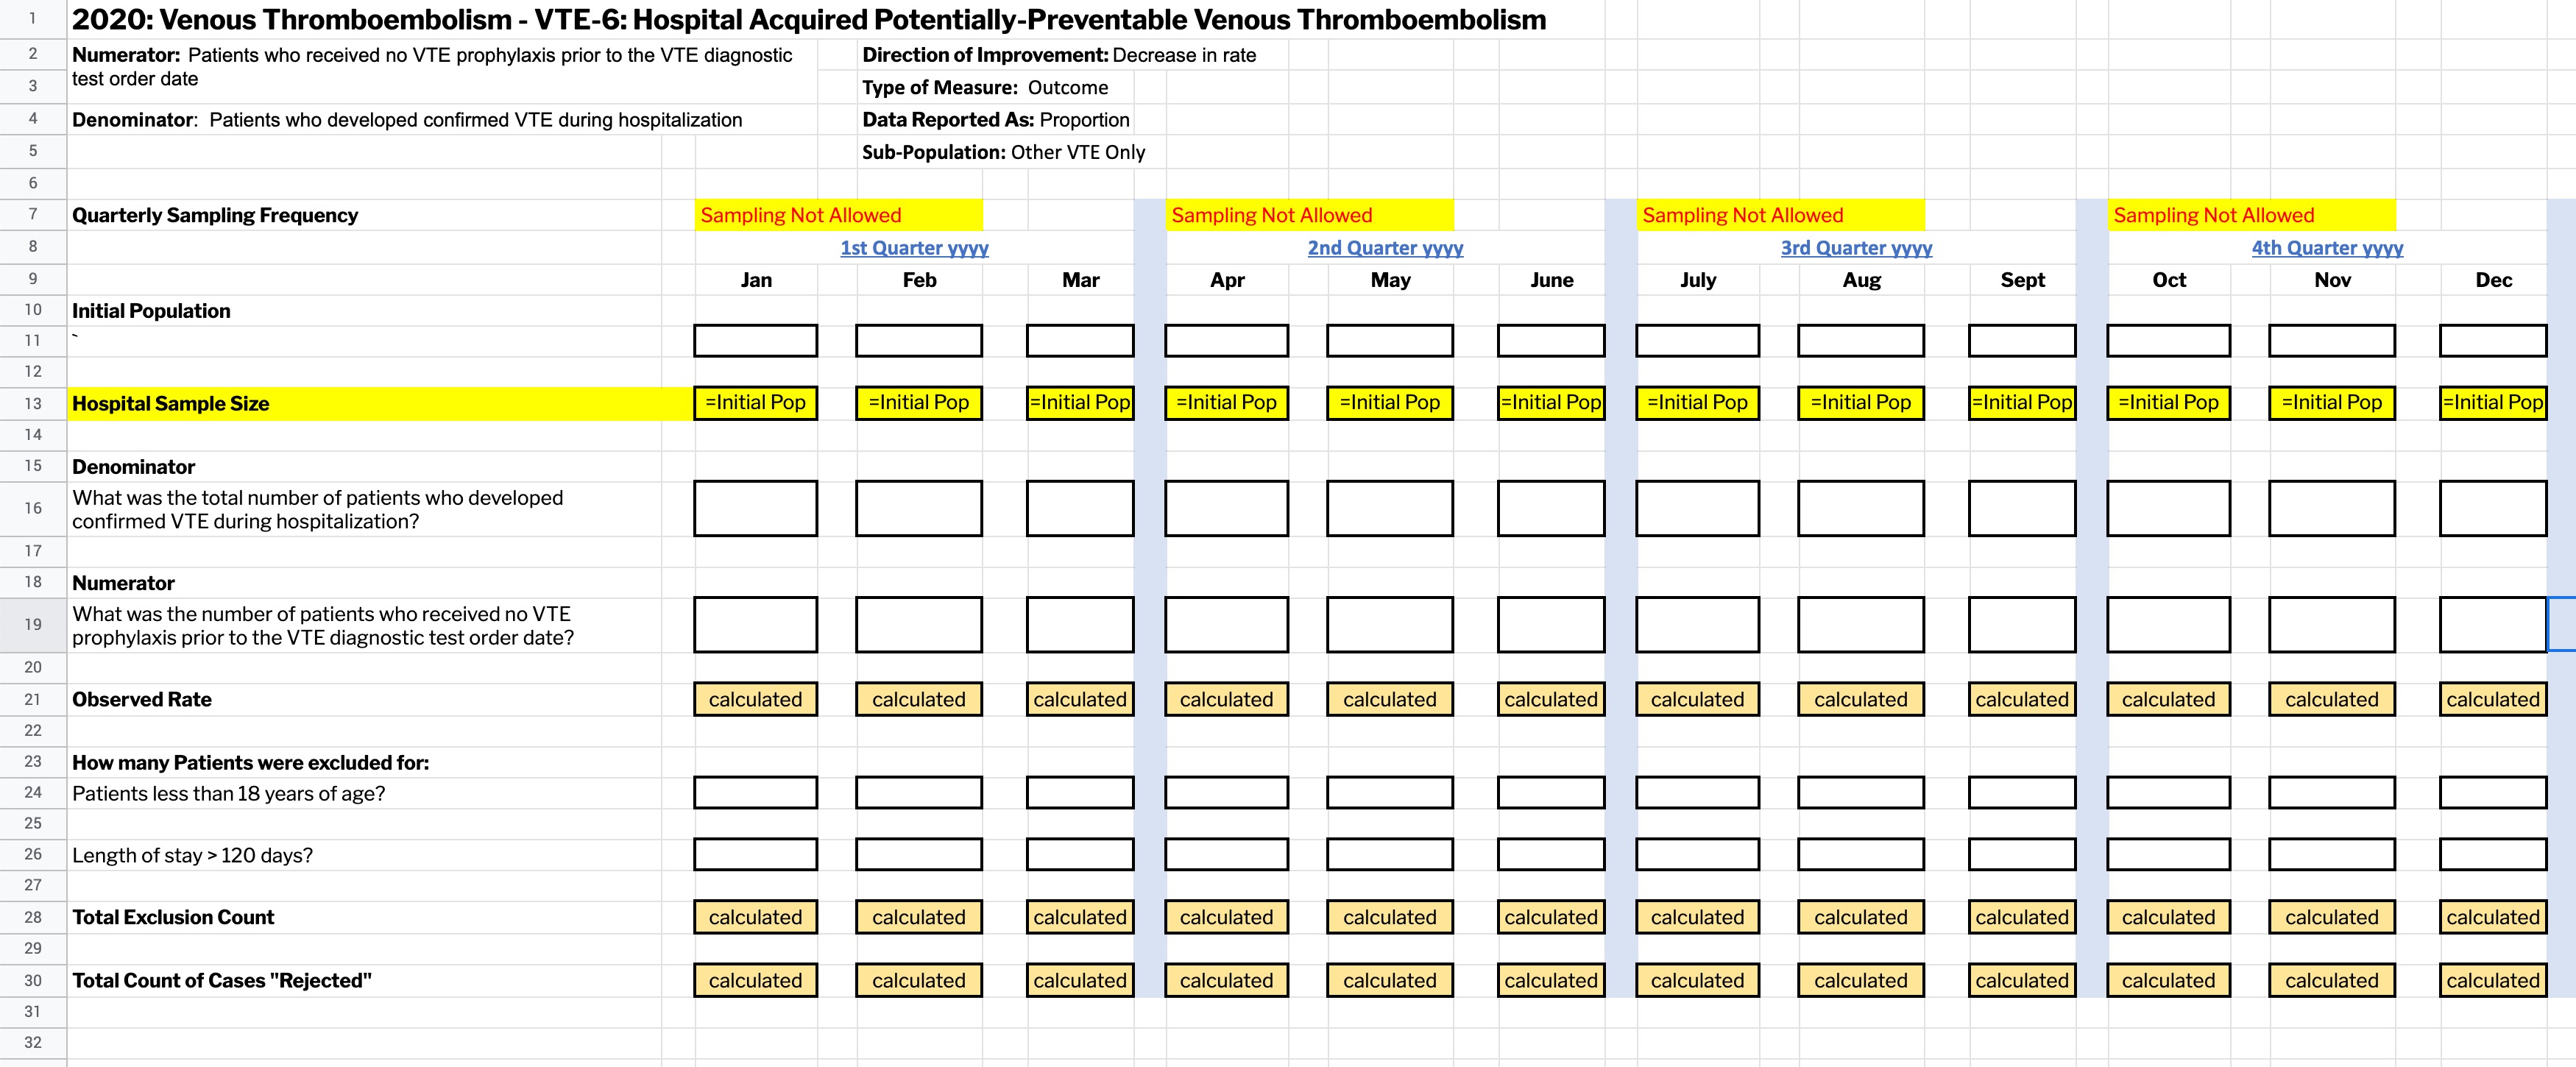 1 2020: Venous Thromboembolism - VTE-6: Hospital Acquired Potentially-Preventable Venous Thromboembolism
2 Numerator: Patients who received no VTE prophylaxis prior to the VTE diagnostic Direction of Improvement: Decrease in rate
test order date
3 Type of Measure: Outcome
4 Denominator: Patients who developed confirmed VTE during hospitalization Data Reported As: Proportion
5 Sub-Population: Other VTE Only
6
7 Quarterly Sampling Frequency Sampling Not Allowed Sampling Not Allowed Sampling Not Allowed Sampling Not Allowed
8 1st Quarter yyyy 2nd Quarter yyyy 3rd Quarter yyyy 4th Quarter yyyy
9 Jan Feb Mar Apr May June July Aug Sept Oct Nov Dec
10 Initial Population
11 `
12
13 Hospital Sample Size =Initial Pop =Initial Pop =Initial Pop =Initial Pop =Initial Pop =Initial Pop =Initial Pop =Initial Pop =Initial Pop =Initial Pop =Initial Pop =Initial Pop
14
15 Denominator
16 What was the total number of patients who developed
confirmed VTE during hospitalization?
17
18 Numerator
19 What was the number of patients who received no VTE
prophylaxis prior to the VTE diagnostic test order date?
20
21 Observed Rate calculated calculated calculated calculated calculated calculated calculated calculated calculated calculated calculated calculated
22
23 How many Patients were excluded for:
24 Patients less than 18 years of age?
25
26 Length of stay > 120 days?
27
28 Total Exclusion Count calculated calculated calculated calculated calculated calculated calculated calculated calculated calculated calculated calculated
29
30 Total Count of Cases "Rejected" calculated calculated calculated calculated calculated calculated calculated calculated calculated calculated calculated calculated
31
32